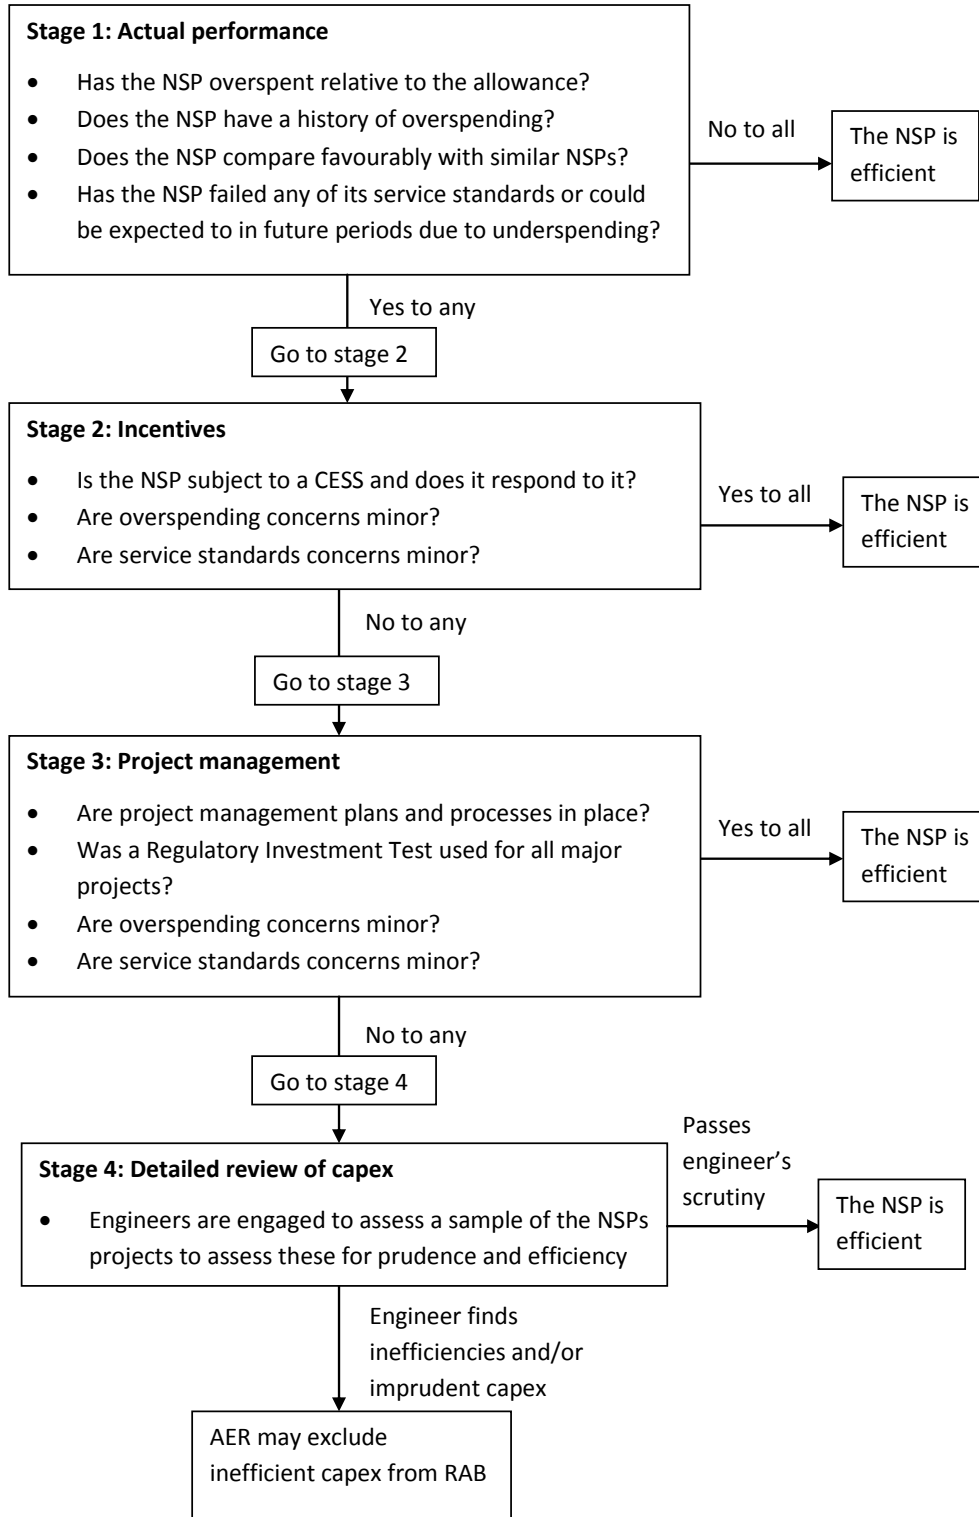 Stage 1: Actual performance
• Has the NSP overspent relative to the allowance?
• Does the NSP have a history of overspending?
• Does the NSP compare favourably with similar NSPs?
• Has the NSP failed any of its service standards or could
be expected to in future periods due to underspending?
No to all
The NSP is
efficient
Yes to any
Go to stage 2
Stage 2: Incentives
• Is the NSP subject to a CESS and does it respond to it?
• Are overspending concerns minor?
• Are service standards concerns minor?
Yes to all
The NSP is
efficient
No to any
Go to stage 3
Stage 3: Project management
• Are project management plans and processes in place?
• Was a Regulatory Investment Test used for all major
projects?
• Are overspending concerns minor?
• Are service standards concerns minor?
Yes to all
The NSP is
efficient
No to any
Go to stage 4
Stage 4: Detailed review of capex
• Engineers are engaged to assess a sample of the NSPs
projects to assess these for prudence and efficiency
Passes
engineer’s
scrutiny
The NSP is
efficient
Engineer finds
inefficiencies and/or
imprudent capex
AER may exclude
inefficient capex from RAB